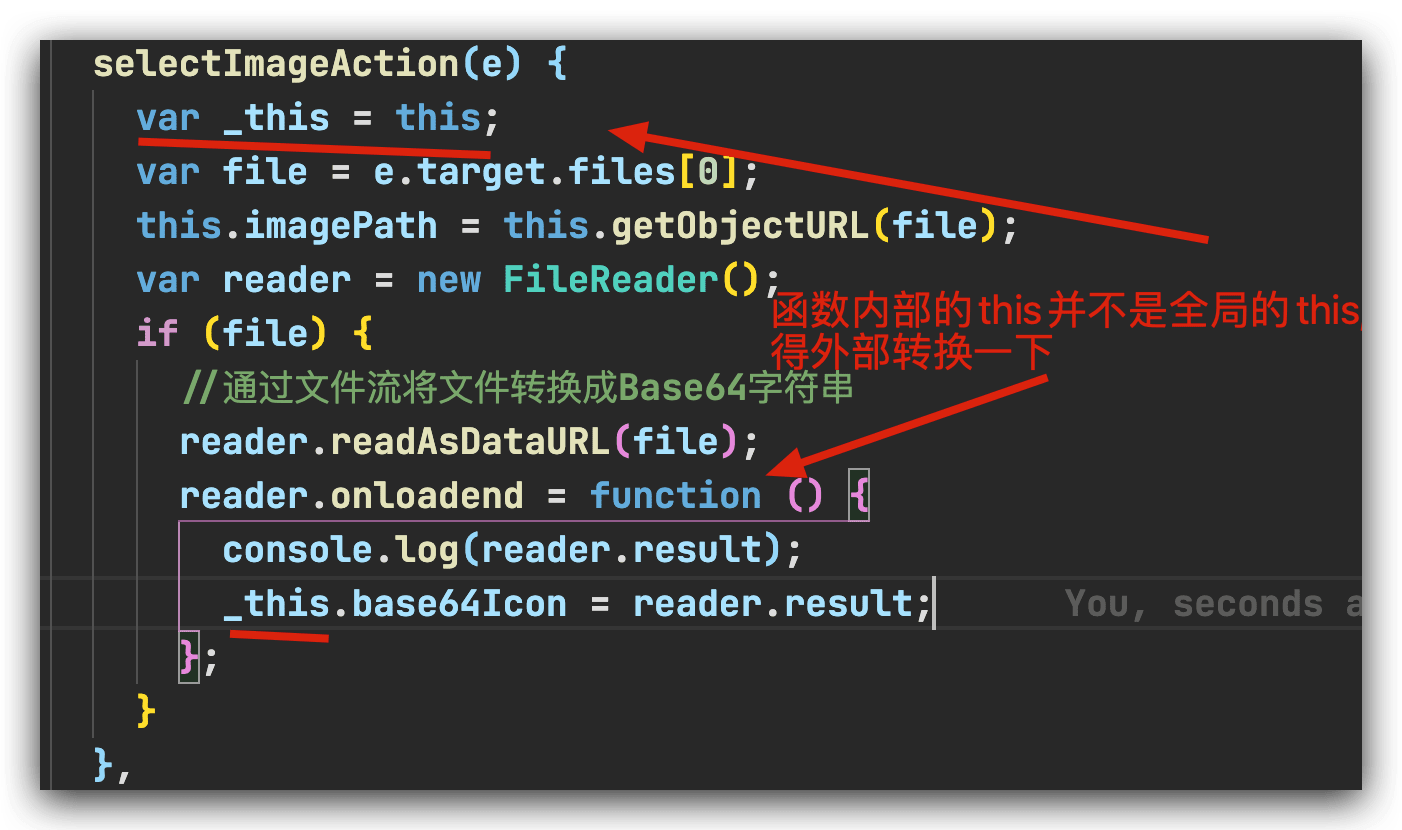 selectImageAction(e) {
var _this = this;
var file = e.target.files[0];
this.imagePath = this.getObjectURL(file);
var reader = new FileReader();
函数内部的this并不是全局的this,
if (file) {
得外部转换一下
//通过文件流将文件转换成Base64字符串
reader.readAsDataURL(file);
reader.onloadend = function () {
console.log(reader.result);
_this.base64Icon = reader.result; You, seconds a
};
}
},